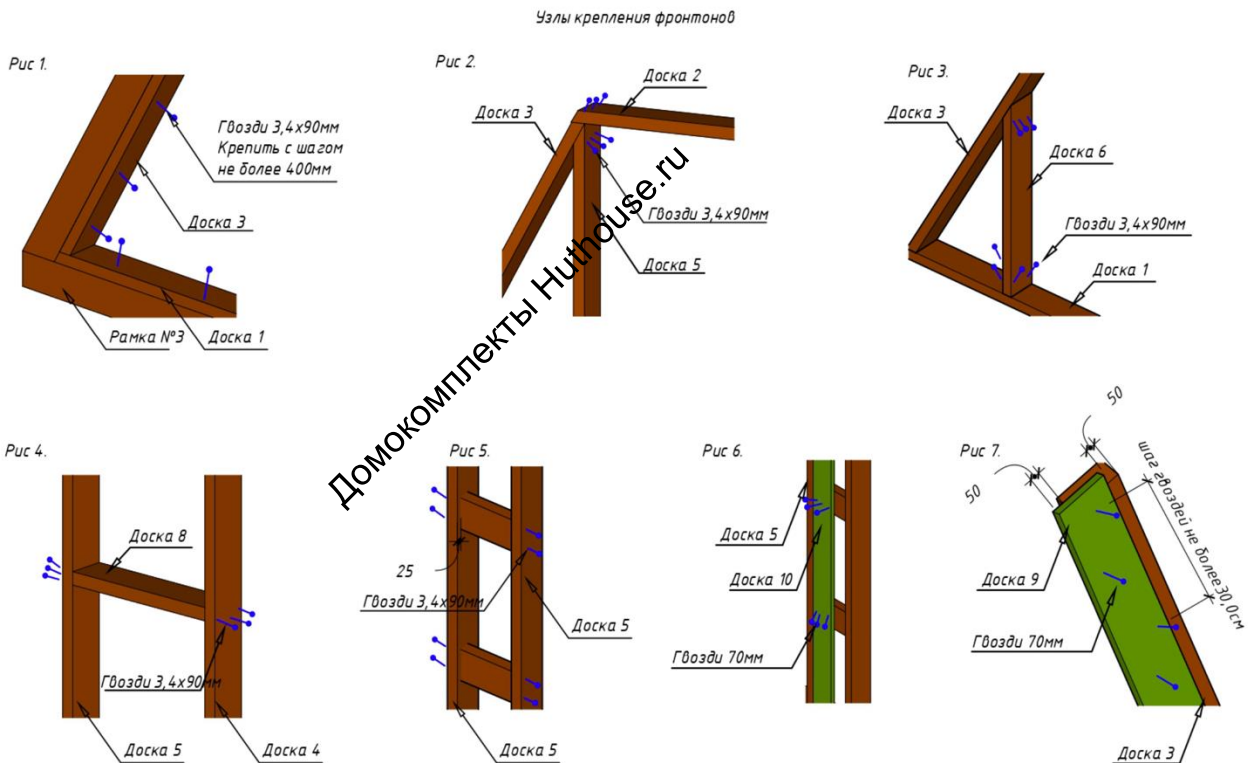 Узлы крепления фронтонов
Рис 1.
Гвозди 3,4х90мм
Крепить с шагом
не более 400мм
Доска 3
Рамка №3
Доска 1
Рис 2.
Доска 2
Доска 3
Гвозди 3,4х90мм
Доска 5
Рис 3.
Доска 3
Доска 6
Гвозди 3,4х90мм
Доска 1
Домокомплекты Huthouse.ru
Рис 4.
Доска 8
Гвозди 3,4х90мм
Доска 5
Доска 4
Рис 5.
25
Гвозди 3,4х90мм
Доска 5
Доска 5
Рис 6.
Доска 5
Доска 10
Гвозди 70мм
Рис 7.
50
50
шаг гвоздей не более30,0см
Доска 9
Гвозди 70мм
Доска 3